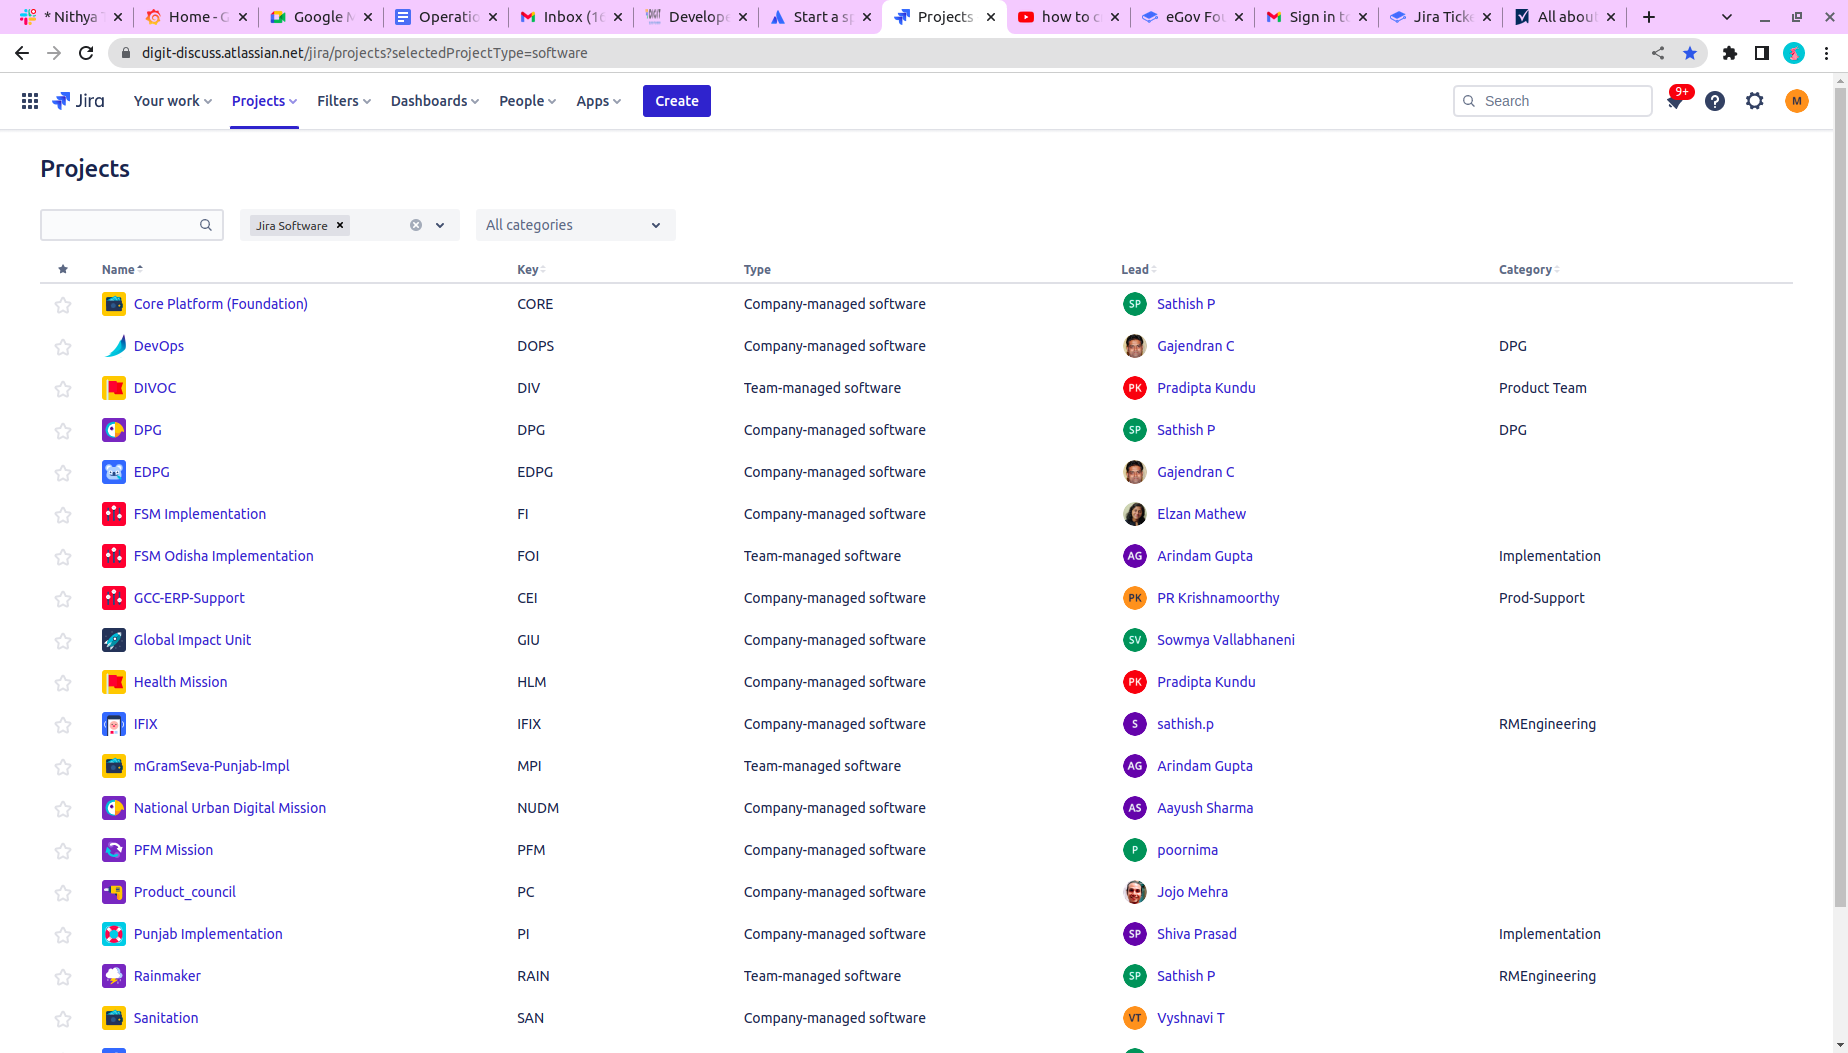 * Nithya T
Home - G
Google M
Operatio
Inbox (16
Develope
Start a sp
Projects
how to c
eGov Fou
Sign in to
Jira Ticke
All about
digit-discuss.atlassian.net/jira/projects?selectedProjectType=software
Jira Your work Projects Filters Dashboards People Apps Create Search 9+ M
Projects
Jira Software All categories
Name Key Type Lead Category
Core Platform (Foundation) CORE Company-managed software SP Sathish P
DevOps DOPS Company-managed software Gajendran C DPG
DIVOC DIV Team-managed software PK Pradipta Kundu Product Team
DPG DPG Company-managed software SP Sathish P DPG
EDPG EDPG Company-managed software Gajendran C
FSM Implementation FI Company-managed software Elzan Mathew
FSM Odisha Implementation FOI Team-managed software AG Arindam Gupta Implementation
GCC-ERP-Support CEI Company-managed software PK PR Krishnamoorthy Prod-Support
Global Impact Unit GIU Company-managed software SV Sowmya Vallabhaneni
Health Mission HLM Company-managed software PK Pradipta Kundu
IFIX IFIX Company-managed software S sathish.p RMEngineering
mGramSeva-Punjab-Impl MPI Team-managed software AG Arindam Gupta
National Urban Digital Mission NUDM Company-managed software AS Aayush Sharma
PFM Mission PFM Company-managed software P poornima
Product_council PC Company-managed software Jojo Mehra
Punjab Implementation PI Company-managed software SP Shiva Prasad Implementation
Rainmaker RAIN Team-managed software SP Sathish P RMEngineering
Sanitation SAN Company-managed software VT Vyshnavi T